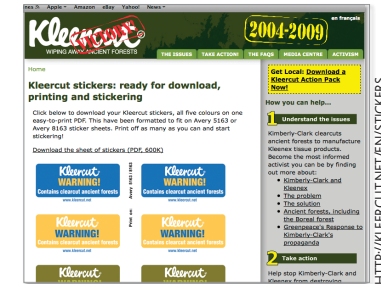 Apple ▾ Amazon eBay Yahoo! News ▾
en français
Kleercut
(2004-2009)
WIPING AWAY ANCIENT FORESTS
THE ISSUES TAKE ACTION! THE FAQS MEDIA CENTRE ACTIVISM
Home
Kleercut stickers: ready for download,
printing and stickering
Click below to download your Kleercut stickers, all five colours on one
easy-to-print PDF. This have been formatted to fit on Avery 5163 or
Avery 8163 sticker sheets. Print off as many as you can and start
stickering!
Download the sheet of stickers (PDF, 600K)
Kleercut
WARNING!
Contains clearcut ancient forests
www.kleercut.net
Kleercut
WARNING!
Contains clearcut ancient forests
www.kleercut.net
Avery 5163/8163
Kleercut
WARNING!
Contains clearcut ancient forests
www.kleercut.net
Kleercut
WARNING!
Contains clearcut ancient forests
www.kleercut.net
Print on:
Kleercut
WARNING!
Kleercut
WARNING!
Get Local: Download a
Kleercut Action Pack
Now!
How you can help...
1 Understand the issues
Kimberly-Clark clearcuts
ancient forests to manufacture
Kleenex tissue products.
Become the most informed
activist you can be by finding
out more about:
• Kimberly-Clark and
Kleenex
• The problem
• The solution
• Ancient forests, including
the Boreal forest
• Greenpeace's Response to
Kimberly-Clark's
propaganda
2 Take action
Help stop Kimberly-Clark and
Kleenex from destroying
HTTP://KLEERCUT.NET/EN/STICKERS